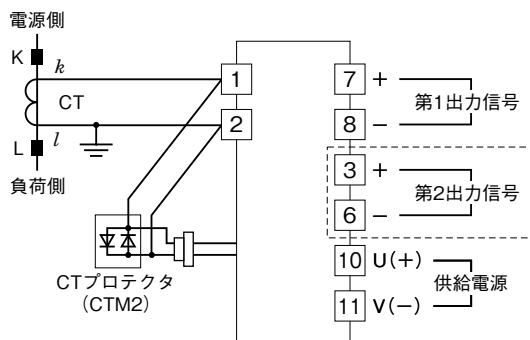 電源側
K
k
CT
l
L
負荷側
CTプロテクタ
(CTM2)
1
2
7 +
8 −
第1出力信号
3 +
6 −
第2出力信号
10 U(+)
11 V(−)
供給電源